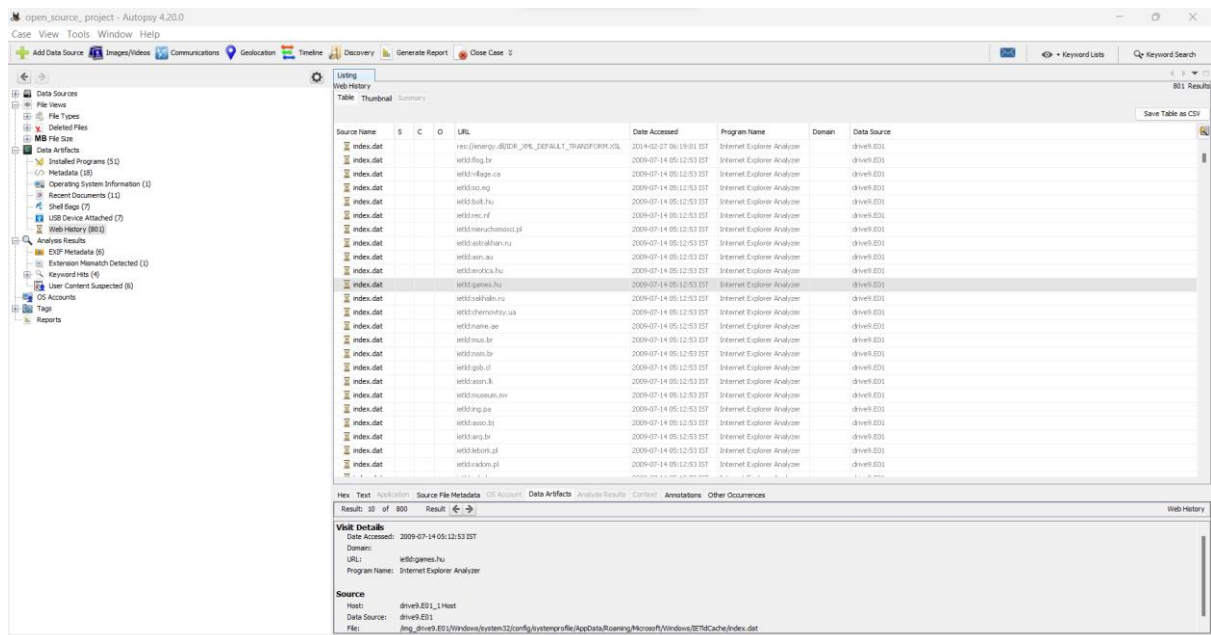 open_source_ project - Autopsy 4.20.0
Case View Tools Window Help
Add Data Source Images/Videos Communications Geolocation Timeline Discovery Generate Report Close Case Keyword Lists Keyword Search
Data Sources
File Views
File Types
Deleted Files
MB File Size
Data Artifacts
Installed Programs (51)
Metadata (18)
Operating System Information (1)
Recent Documents (11)
Shell Bags (7)
USB Device Attached (7)
Web History (801)
Analysis Results
EXIF Metadata (6)
Extension Mismatch Detected (1)
Keyword Hits (4)
User Content Suspected (6)
OS Accounts
Tags
Reports
Listing
Web History 801 Results
Table Thumbnail Summary
Save Table as CSV
Source Name S C O URL Date Accessed Program Name Domain Data Source
index.dat res://ienergy.dll/IDR_XML_DEFAULT_TRANSFORM.XSL 2014-02-27 06:19:01 IST Internet Explorer Analyzer drive9.E01
index.dat ietld:flog.br 2009-07-14 05:12:53 IST Internet Explorer Analyzer drive9.E01
index.dat ietld:village.ca 2009-07-14 05:12:53 IST Internet Explorer Analyzer drive9.E01
index.dat ietld:sci.eg 2009-07-14 05:12:53 IST Internet Explorer Analyzer drive9.E01
index.dat ietld:bolt.hu 2009-07-14 05:12:53 IST Internet Explorer Analyzer drive9.E01
index.dat ietld:rec.nf 2009-07-14 05:12:53 IST Internet Explorer Analyzer drive9.E01
index.dat ietld:nieruchomosci.pl 2009-07-14 05:12:53 IST Internet Explorer Analyzer drive9.E01
index.dat ietld:astrakhan.ru 2009-07-14 05:12:53 IST Internet Explorer Analyzer drive9.E01
index.dat ietld:asn.au 2009-07-14 05:12:53 IST Internet Explorer Analyzer drive9.E01
index.dat ietld:erotica.hu 2009-07-14 05:12:53 IST Internet Explorer Analyzer drive9.E01
index.dat ietld:games.hu 2009-07-14 05:12:53 IST Internet Explorer Analyzer drive9.E01
index.dat ietld:sakhalin.ru 2009-07-14 05:12:53 IST Internet Explorer Analyzer drive9.E01
index.dat ietld:chernovtsy.ua 2009-07-14 05:12:53 IST Internet Explorer Analyzer drive9.E01
index.dat ietld:name.ae 2009-07-14 05:12:53 IST Internet Explorer Analyzer drive9.E01
index.dat ietld:mus.br 2009-07-14 05:12:53 IST Internet Explorer Analyzer drive9.E01
index.dat ietld:nom.br 2009-07-14 05:12:53 IST Internet Explorer Analyzer drive9.E01
index.dat ietld:gob.cl 2009-07-14 05:12:53 IST Internet Explorer Analyzer drive9.E01
index.dat ietld:assn.lk 2009-07-14 05:12:53 IST Internet Explorer Analyzer drive9.E01
index.dat ietld:museum.mv 2009-07-14 05:12:53 IST Internet Explorer Analyzer drive9.E01
index.dat ietld:ing.pa 2009-07-14 05:12:53 IST Internet Explorer Analyzer drive9.E01
index.dat ietld:asso.bj 2009-07-14 05:12:53 IST Internet Explorer Analyzer drive9.E01
index.dat ietld:arq.br 2009-07-14 05:12:53 IST Internet Explorer Analyzer drive9.E01
index.dat ietld:lebork.pl 2009-07-14 05:12:53 IST Internet Explorer Analyzer drive9.E01
index.dat ietld:radom.pl 2009-07-14 05:12:53 IST Internet Explorer Analyzer drive9.E01
Hex Text Application Source File Metadata OS Account Data Artifacts Analysis Results Context Annotations Other Occurrences
Result: 10 of 800 Result Web History
Visit Details
Date Accessed: 2009-07-14 05:12:53 IST
Domain:
URL: ietld:games.hu
Program Name: Internet Explorer Analyzer
Source
Host: drive9.E01_1 Host
Data Source: drive9.E01
File: /img_drive9.E01/Windows/system32/config/systemprofile/AppData/Roaming/Microsoft/Windows/IETldCache/index.dat